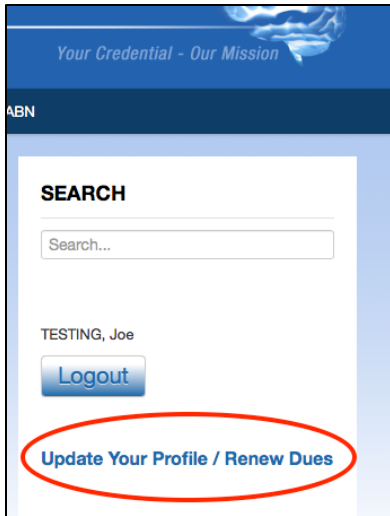 Your Credential - Our Mission
ABN
SEARCH
Search...
TESTING, Joe
Logout
Update Your Profile / Renew Dues